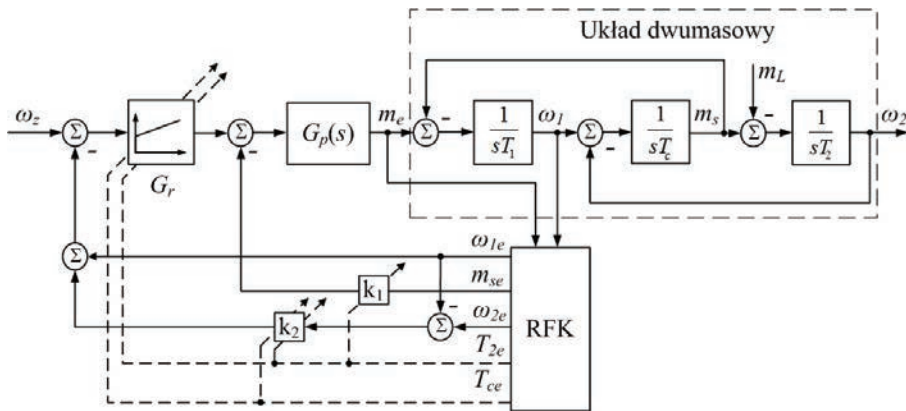 Układ dwumasowy
m_L
ω_z
Σ
-
G_r
Σ
-
G_p(s)
m_e
Σ
-
1
sT_1
ω_1
Σ
-
1
sT_c
m_s
Σ
-
1
sT_2
ω_2
Σ
ω_1e
k_1
m_se
k_2
-
Σ
ω_2e
T_2e
T_ce
RFK